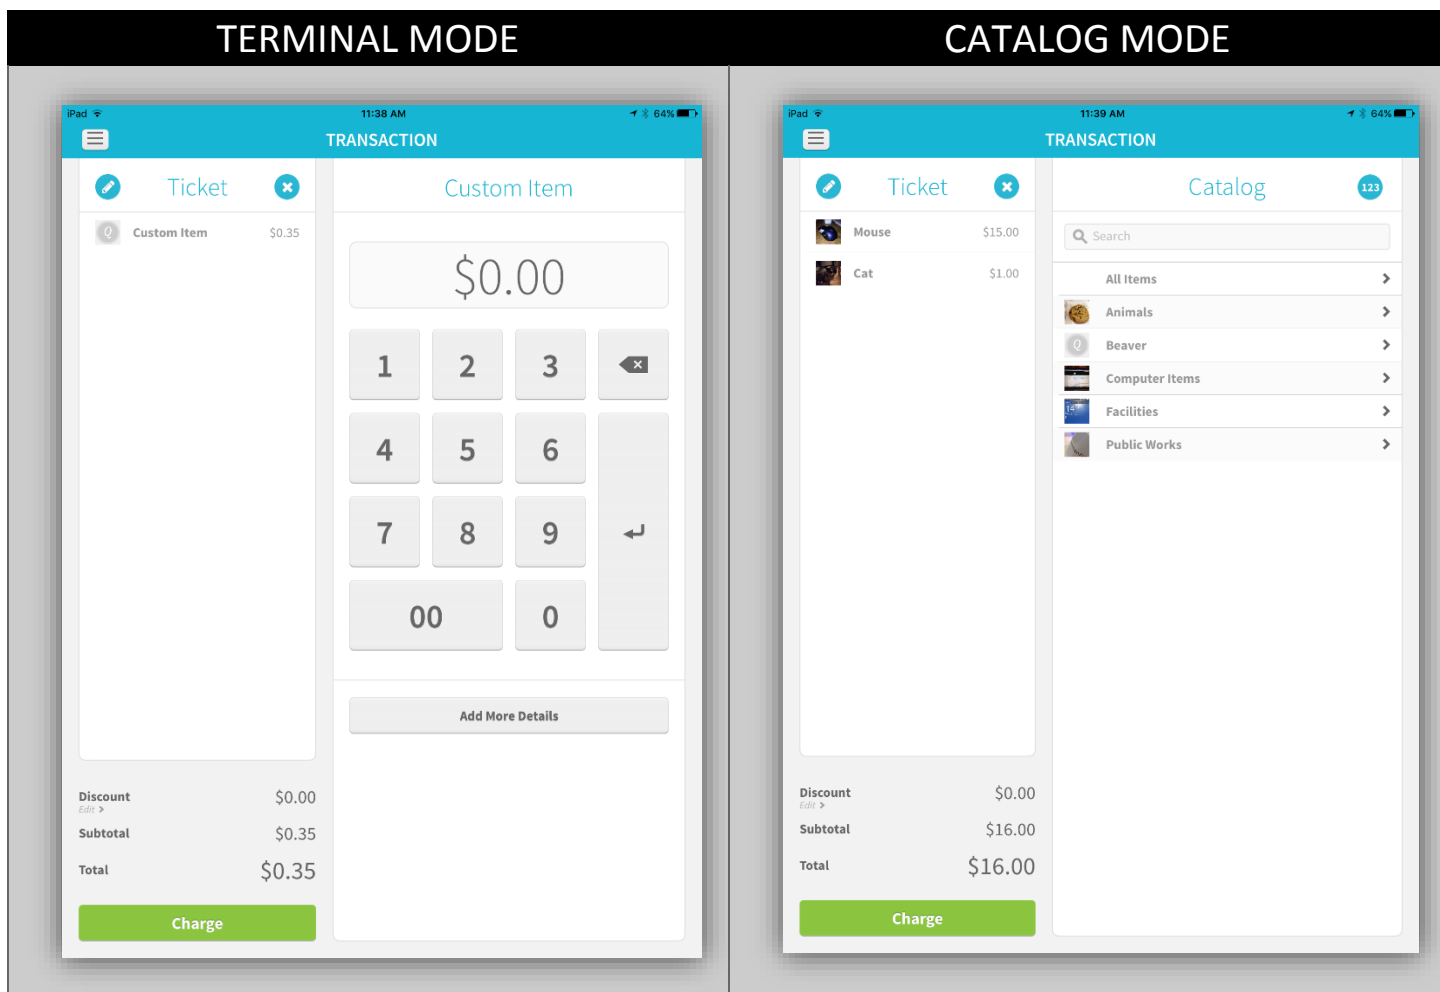 TERMINAL MODE
CATALOG MODE
iPad
11:38 AM
64%
TRANSACTION
Ticket
Q Custom Item $0.35
Discount $0.00
Edit >
Subtotal $0.35
Total $0.35
Charge
Custom Item
$0.00
1 2 3
4 5 6
7 8 9
00 0
Add More Details
iPad
11:39 AM
64%
TRANSACTION
Ticket
Mouse $15.00
Cat $1.00
Discount $0.00
Edit >
Subtotal $16.00
Total $16.00
Charge
Catalog 123
Search
All Items
Animals
Q Beaver
Computer Items
14 Facilities
Public Works